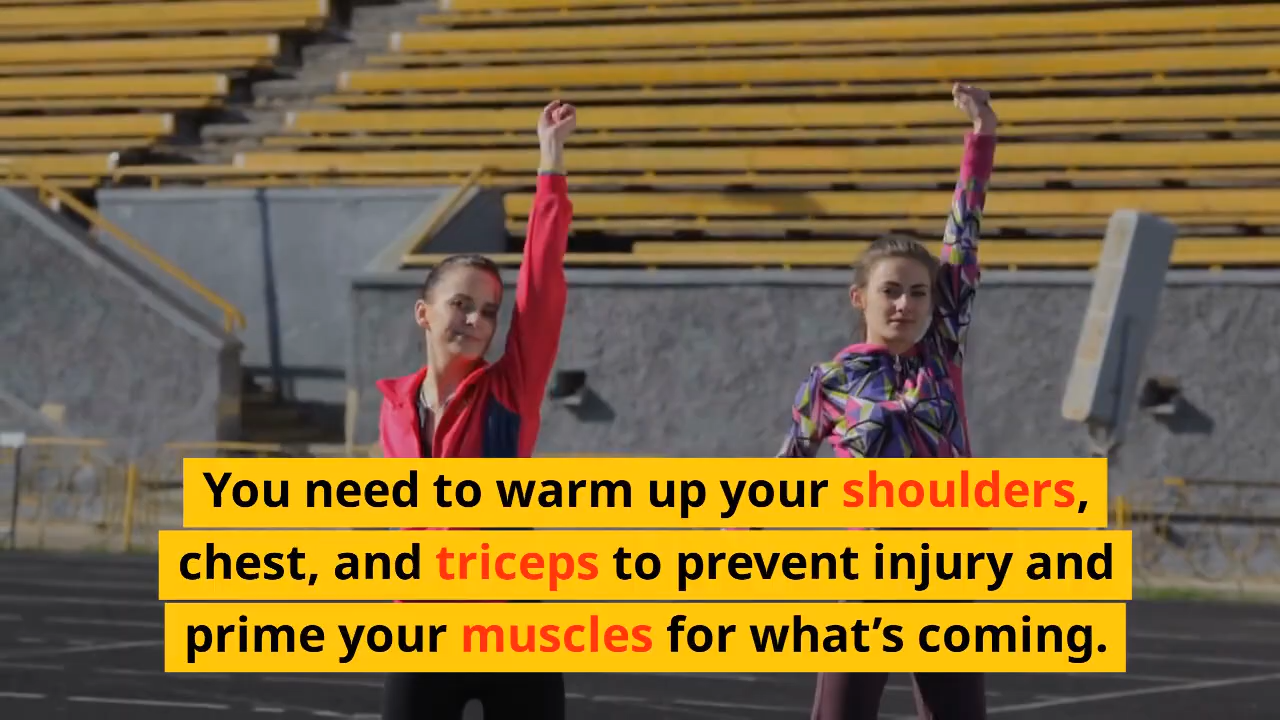 You need to warm up your shoulders,
chest, and triceps to prevent injury and
prime your muscles for what’s coming.